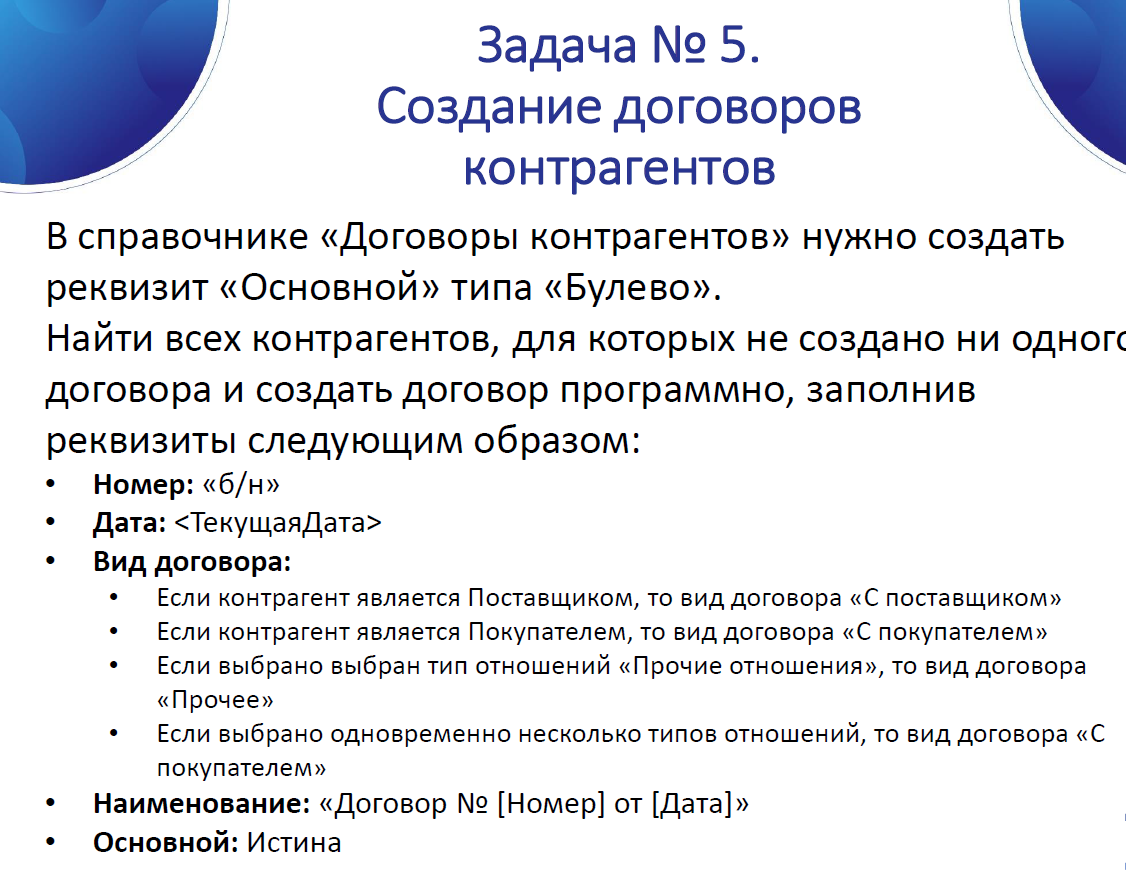 Задача № 5.
Создание договоров
контрагентов
В справочнике «Договоры контрагентов» нужно создать
реквизит «Основной» типа «Булево».
Найти всех контрагентов, для которых не создано ни одного
договора и создать договор программно, заполнив
реквизиты следующим образом:
• Номер: «б/н»
• Дата: <ТекущаяДата>
• Вид договора:
• Если контрагент является Поставщиком, то вид договора «С поставщиком»
• Если контрагент является Покупателем, то вид договора «С покупателем»
• Если выбрано выбран тип отношений «Прочие отношения», то вид договора
«Прочее»
• Если выбрано одновременно несколько типов отношений, то вид договора «С
покупателем»
• Наименование: «Договор № [Номер] от [Дата]»
• Основной: Истина